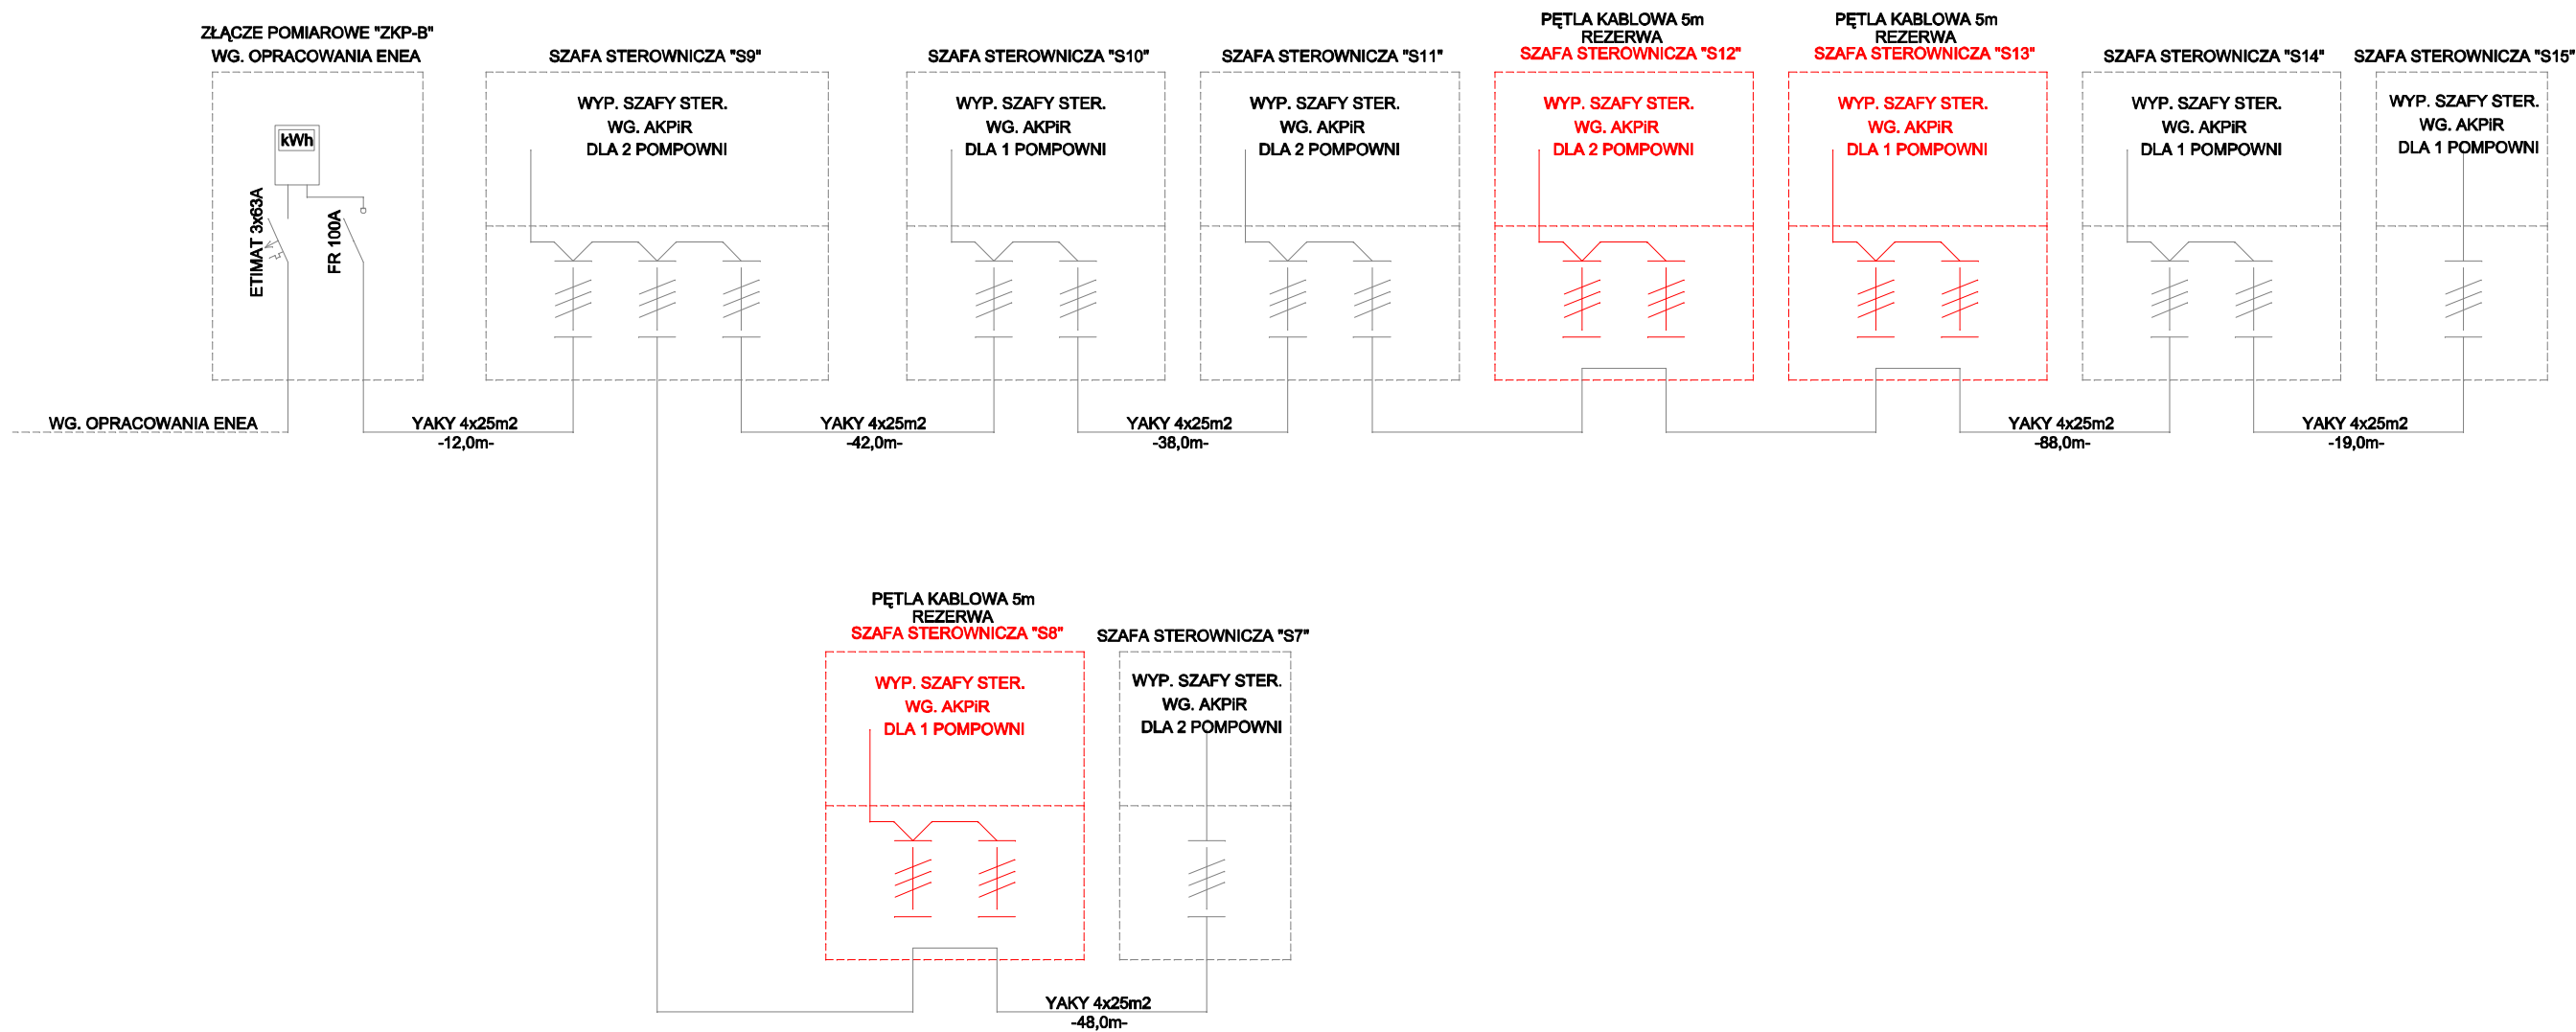 ZŁĄCZE POMIAROWE "ZKP-B"
WG. OPRACOWANIA ENEA
kWh
ETIMAT 3x63A
FR 100A
WG. OPRACOWANIA ENEA
YAKY 4x25m2
-12,0m-
SZAFA STEROWNICZA "S9"
WYP. SZAFY STER.
WG. AKPiR
DLA 2 POMPOWNI
YAKY 4x25m2
-42,0m-
SZAFA STEROWNICZA "S10"
WYP. SZAFY STER.
WG. AKPiR
DLA 1 POMPOWNI
YAKY 4x25m2
-38,0m-
SZAFA STEROWNICZA "S11"
WYP. SZAFY STER.
WG. AKPiR
DLA 2 POMPOWNI
PĘTLA KABLOWA 5m
REZERWA
SZAFA STEROWNICZA "S12"
WYP. SZAFY STER.
WG. AKPiR
DLA 2 POMPOWNI
PĘTLA KABLOWA 5m
REZERWA
SZAFA STEROWNICZA "S13"
WYP. SZAFY STER.
WG. AKPiR
DLA 1 POMPOWNI
YAKY 4x25m2
-88,0m-
SZAFA STEROWNICZA "S14"
WYP. SZAFY STER.
WG. AKPiR
DLA 1 POMPOWNI
YAKY 4x25m2
-19,0m-
SZAFA STEROWNICZA "S15"
WYP. SZAFY STER.
WG. AKPiR
DLA 1 POMPOWNI
PĘTLA KABLOWA 5m
REZERWA
SZAFA STEROWNICZA "S8"
WYP. SZAFY STER.
WG. AKPiR
DLA 1 POMPOWNI
SZAFA STEROWNICZA "S7"
WYP. SZAFY STER.
WG. AKPiR
DLA 2 POMPOWNI
YAKY 4x25m2
-48,0m-